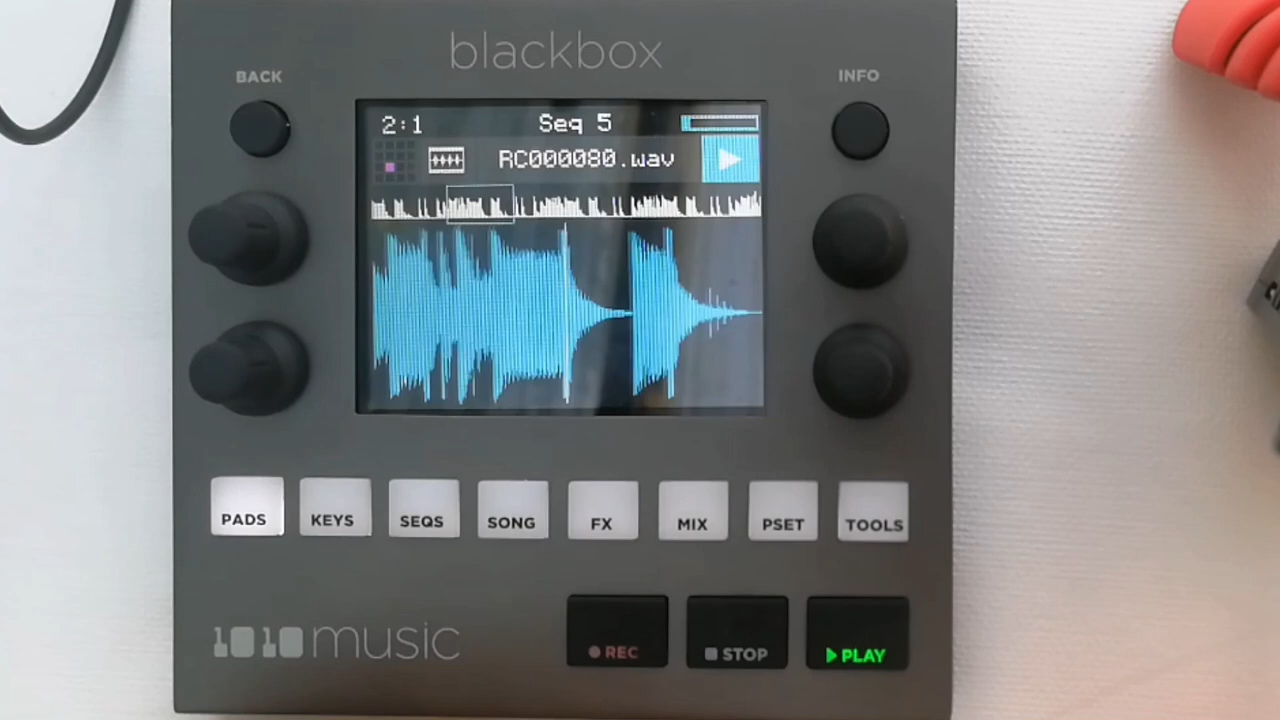 blackbox
BACK
INFO
2:1 Seq 5
RC000080.wav
PADS KEYS SEQS SONG FX MIX PSET TOOLS
1010music
REC STOP PLAY